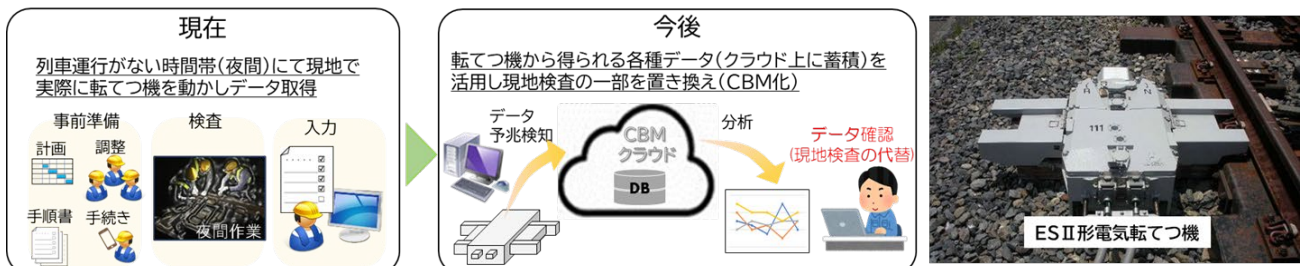 現在
列車運行がない時間帯(夜間)にて現地で
実際に転てつ機を動かしデータ取得
事前準備
計画
調整
手順書
手続き
検査
夜間作業
入力
今後
転てつ機から得られる各種データ(クラウド上に蓄積)を
活用し現地検査の一部を置き換え(CBM化)
データ
予兆検知
CBM
クラウド
DB
分析
データ確認
(現地検査の代替)
111
ESⅡ形電気転てつ機